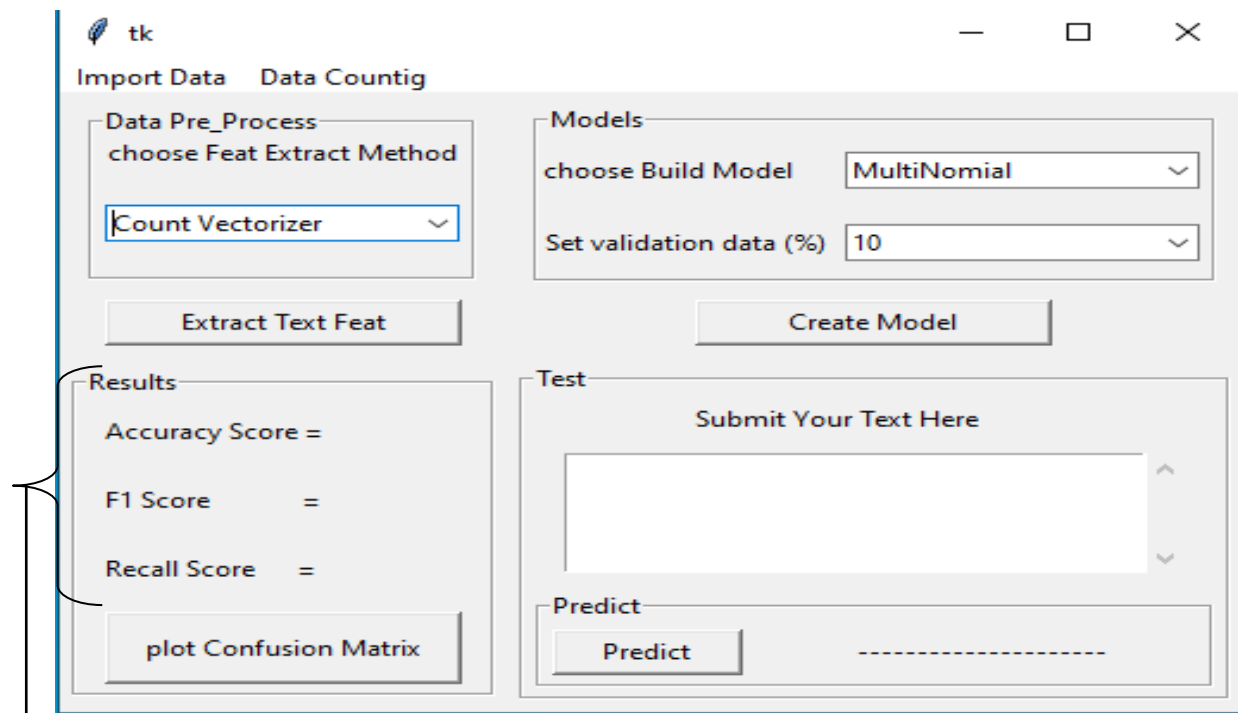 tk
Import Data Data Countig
Data Pre_Process
choose Feat Extract Method
Count Vectorizer
Extract Text Feat
Models
choose Build Model MultiNomial
Set validation data (%) 10
Create Model
Results
Accuracy Score =
F1 Score =
Recall Score =
plot Confusion Matrix
Test
Submit Your Text Here
Predict
Predict ---------------------